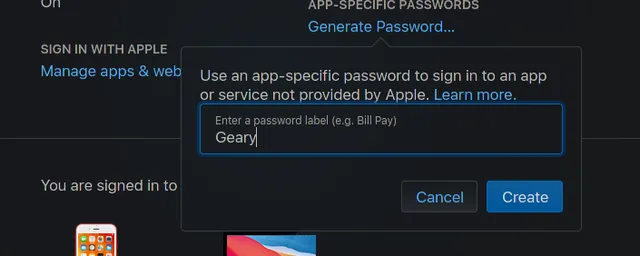 On
APP-SPECIFIC PASSWORDS
Generate Password...
SIGN IN WITH APPLE
Manage apps & web
Use an app-specific password to sign in to an app
or service not provided by Apple. Learn more.
Enter a password label (e.g. Bill Pay)
Geary
Cancel
Create
You are signed in to